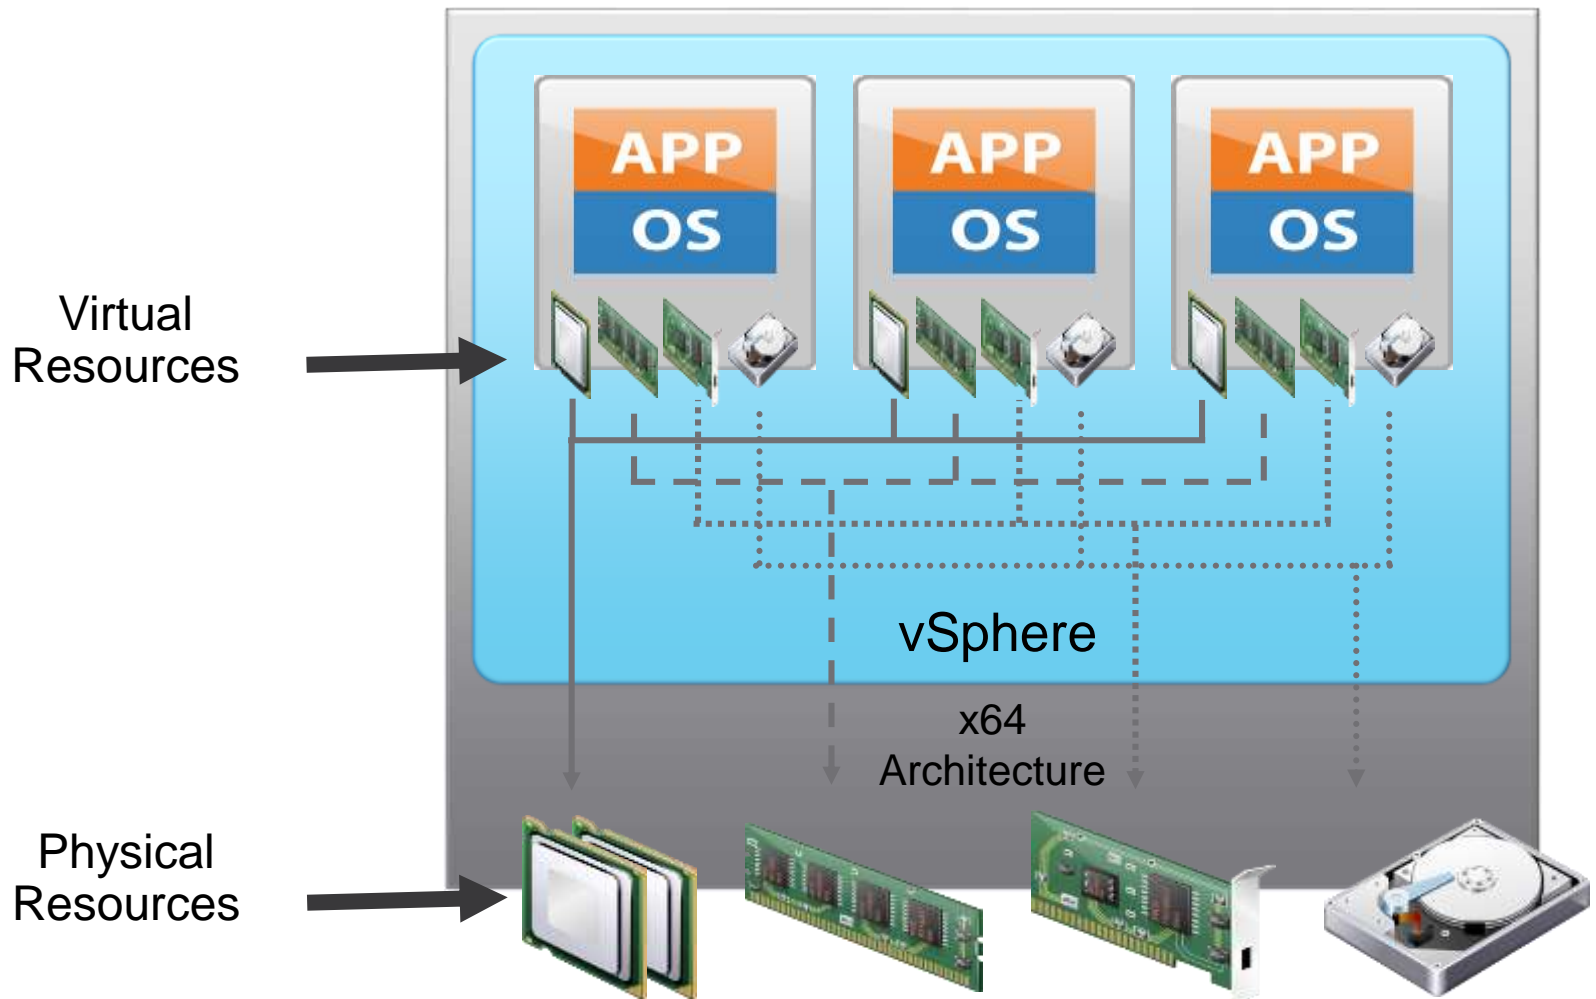 APP
OS
APP
OS
APP
OS
Virtual
Resources
vSphere
x64
Architecture
Physical
Resources